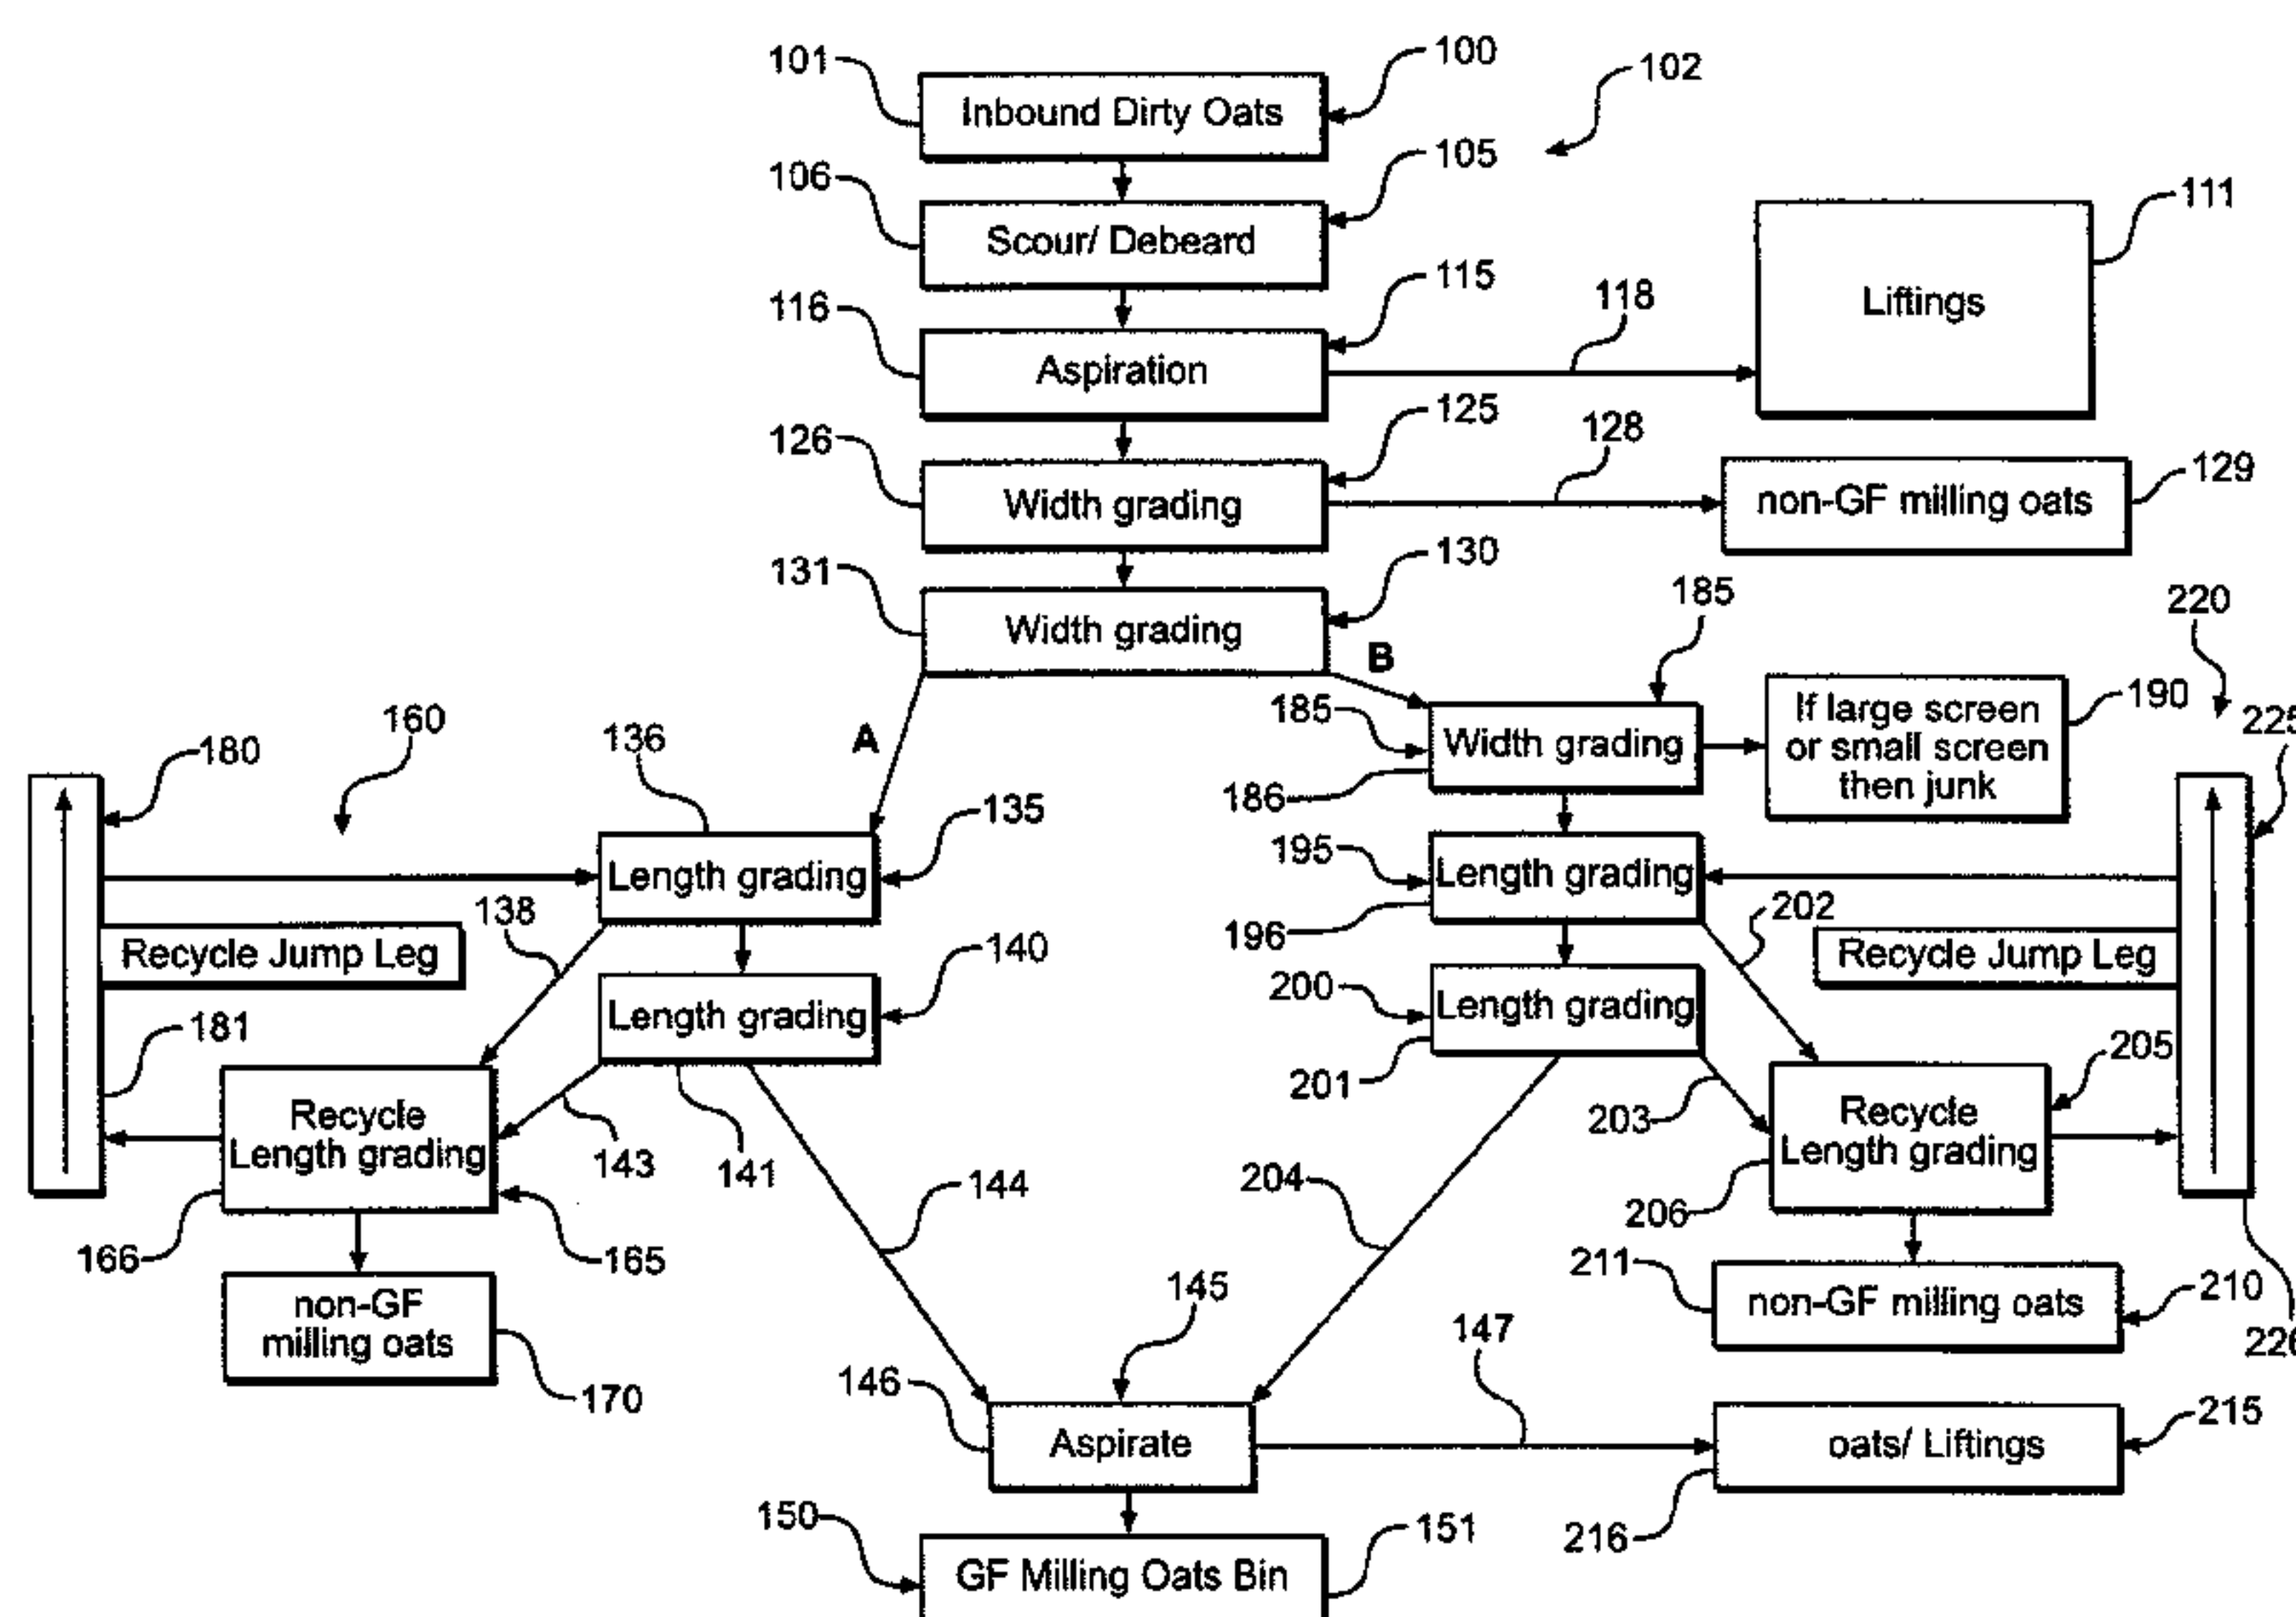 101
100
102
Inbound Dirty Oats
106
105
Scour/ Debeard
111
116
115
118
Liftings
Aspiration
126
125
128
129
Width grading
non-GF milling oats
131
130
Width grading
185
220
B
160
136
A
185
Width grading
186
If large screen
or small screen
then junk
190
225
180
135
195
Length grading
Length grading
196
202
138
Recycle Jump Leg
140
Recycle Jump Leg
200
Length grading
Length grading
201
181
205
Recycle
Length grading
143
141
203
Recycle
Length grading
144
204
206
166
165
211
210
non-GF
milling oats
non-GF milling oats
145
147
226
170
146
215
Aspirate
oats/ Liftings
150
151
216
GF Milling Oats Bin